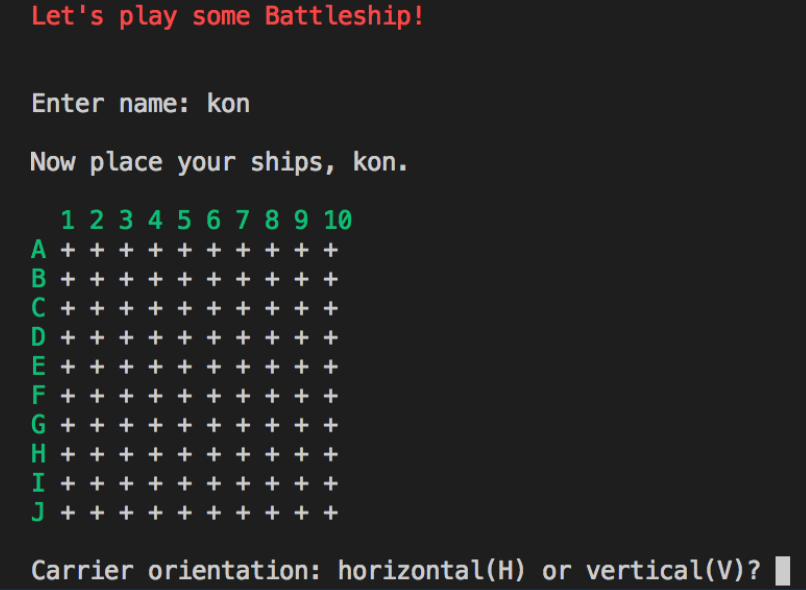 Let's play some Battleship!
Enter name: kon
Now place your ships, kon.
1 2 3 4 5 6 7 8 9 10
A + + + + + + + + + +
B + + + + + + + + + +
C + + + + + + + + + +
D + + + + + + + + + +
E + + + + + + + + + +
F + + + + + + + + + +
G + + + + + + + + + +
H + + + + + + + + + +
I + + + + + + + + + +
J + + + + + + + + + +
Carrier orientation: horizontal(H) or vertical(V)?